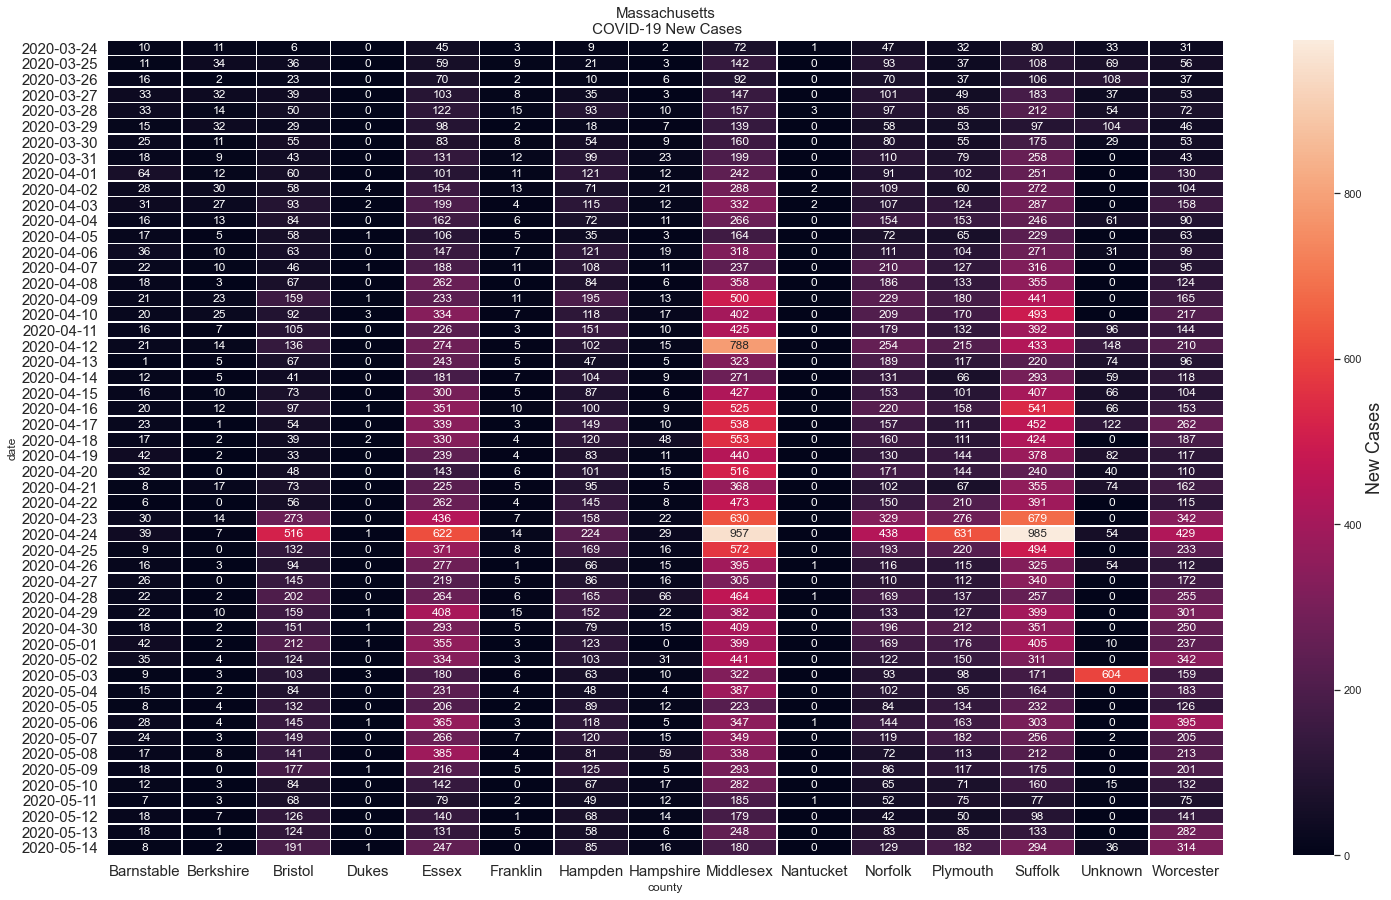 Massachusetts
COVID-19 New Cases
2020-03-24 10 11 6 0 45 3 9 2 72 1 47 32 80 33 31
2020-03-25 11 34 36 0 59 9 21 3 142 0 93 37 108 69 56
2020-03-26 16 2 23 0 70 2 10 6 92 0 70 37 106 108 37
2020-03-27 33 32 39 0 103 8 35 3 147 0 101 49 183 37 53
2020-03-28 33 14 50 0 122 15 93 10 157 3 97 85 212 54 72
2020-03-29 15 32 29 0 98 2 18 7 139 0 58 53 97 104 46
2020-03-30 25 11 55 0 83 8 54 9 160 0 80 55 175 29 53
2020-03-31 18 9 43 0 131 12 99 23 199 0 110 79 258 0 43
2020-04-01 64 12 60 0 101 11 121 12 242 0 91 102 251 0 130
2020-04-02 28 30 58 4 154 13 71 21 288 2 109 60 272 0 104
2020-04-03 31 27 93 2 199 4 115 12 332 2 107 124 287 0 158
2020-04-04 16 13 84 0 162 6 72 11 266 0 154 153 246 61 90
2020-04-05 17 5 58 1 106 5 35 3 164 0 72 65 229 0 63
2020-04-06 36 10 63 0 147 7 121 19 318 0 111 104 271 31 99
2020-04-07 22 10 46 1 188 11 108 11 237 0 210 127 316 0 95
2020-04-08 18 3 67 0 262 0 84 6 358 0 186 133 355 0 124
2020-04-09 21 23 159 1 233 11 195 13 500 0 229 180 441 0 165
2020-04-10 20 25 92 3 334 7 118 17 402 0 209 170 493 0 217
2020-04-11 16 7 105 0 226 3 151 10 425 0 179 132 392 96 144
2020-04-12 21 14 136 0 274 5 102 15 788 0 254 215 433 148 210
2020-04-13 1 5 67 0 243 5 47 5 323 0 189 117 220 74 96
2020-04-14 12 5 41 0 181 7 104 9 271 0 131 66 293 59 118
2020-04-15 16 10 73 0 300 5 87 6 427 0 153 101 407 66 104
2020-04-16 20 12 97 1 351 10 100 9 525 0 220 158 541 66 153
2020-04-17 23 1 54 0 339 3 149 10 538 0 157 111 452 122 262
2020-04-18 17 2 39 2 330 4 120 48 553 0 160 111 424 0 187
2020-04-19 42 2 33 0 239 4 83 11 440 0 130 144 378 82 117
2020-04-20 32 0 48 0 143 6 101 15 516 0 171 144 240 40 110
2020-04-21 8 17 73 0 225 5 95 5 368 0 102 67 355 74 162
2020-04-22 6 0 56 0 262 4 145 8 473 0 150 210 391 0 115
2020-04-23 30 14 273 0 436 7 158 22 630 0 329 276 679 0 342
2020-04-24 39 7 516 1 622 14 224 29 957 0 438 631 985 54 429
2020-04-25 9 0 132 0 371 8 169 16 572 0 193 220 494 0 233
2020-04-26 16 3 94 0 277 1 66 15 395 1 116 115 325 54 112
2020-04-27 26 0 145 0 219 5 86 16 305 0 110 112 340 0 172
2020-04-28 22 2 202 0 264 6 165 66 464 1 169 137 257 0 255
2020-04-29 22 10 159 1 408 15 152 22 382 0 133 127 399 0 301
2020-04-30 18 2 151 1 293 5 79 15 409 0 196 212 351 0 250
2020-05-01 42 2 212 1 355 3 123 0 399 0 169 176 405 10 237
2020-05-02 35 4 124 0 334 3 103 31 441 0 122 150 311 0 342
2020-05-03 9 3 103 3 180 6 63 10 322 0 93 98 171 604 159
2020-05-04 15 2 84 0 231 4 48 4 387 0 102 95 164 0 183
2020-05-05 8 4 132 0 206 2 89 12 223 0 84 134 232 0 126
2020-05-06 28 4 145 1 365 3 118 5 347 1 144 163 303 0 395
2020-05-07 24 3 149 0 266 7 120 15 349 0 119 182 256 2 205
2020-05-08 17 8 141 0 385 4 81 59 338 0 72 113 212 0 213
2020-05-09 18 0 177 1 216 5 125 5 293 0 86 117 175 0 201
2020-05-10 12 3 84 0 142 0 67 17 282 0 65 71 160 15 132
2020-05-11 7 3 68 0 79 2 49 12 185 1 52 75 77 0 75
2020-05-12 18 7 126 0 140 1 68 14 179 0 42 50 98 0 141
2020-05-13 18 1 124 0 131 5 58 6 248 0 83 85 133 0 282
2020-05-14 8 2 191 1 247 0 85 16 180 0 129 182 294 36 314
Barnstable Berkshire Bristol Dukes Essex Franklin Hampden Hampshire Middlesex Nantucket Norfolk Plymouth Suffolk Unknown Worcester
county
date
800
600
400
200
0
New Cases